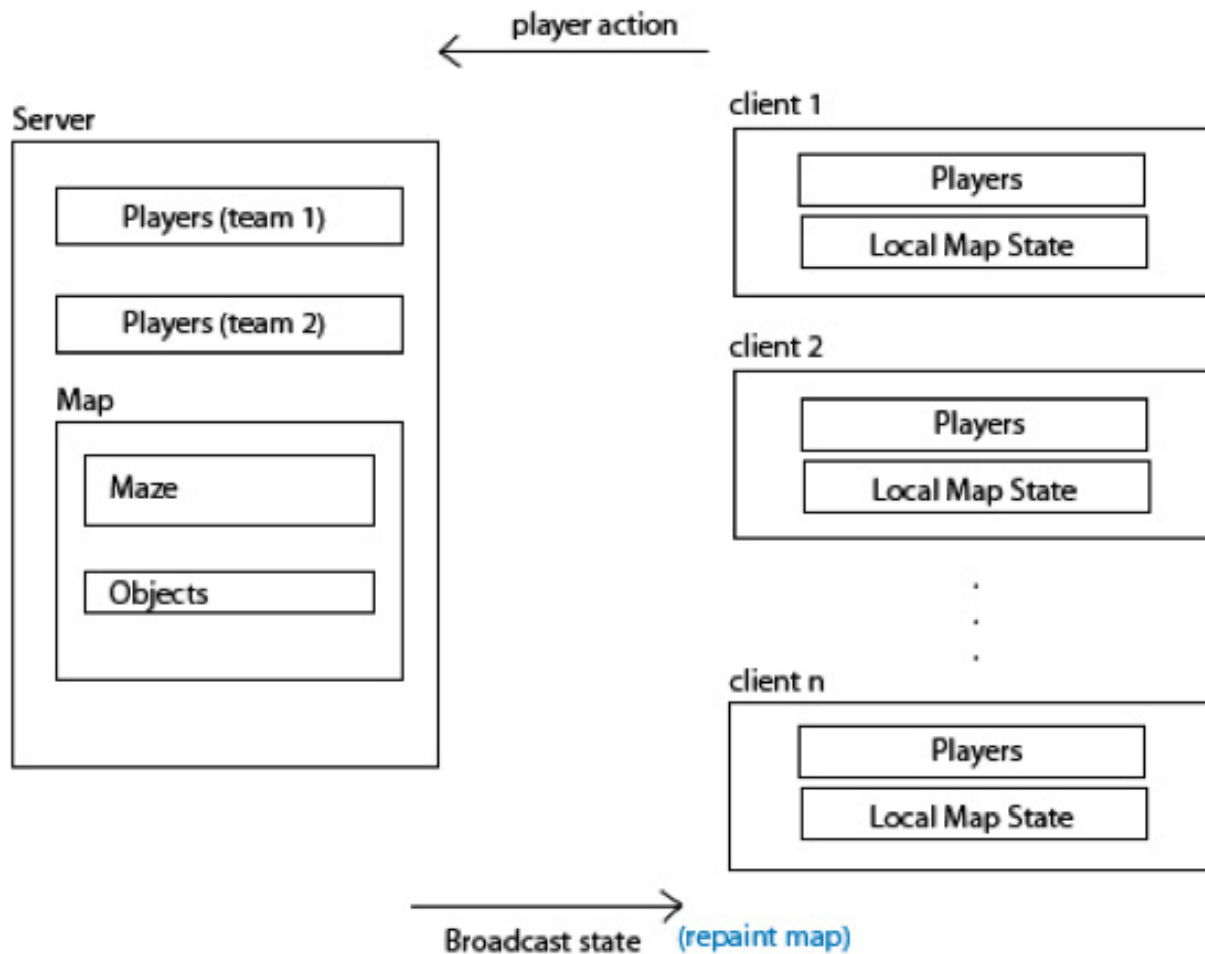 player action
Server
Players (team 1)
Players (team 2)
Map
Maze
Objects
client 1
Players
Local Map State
client 2
Players
Local Map State
.
.
.
client n
Players
Local Map State
Broadcast state (repaint map)